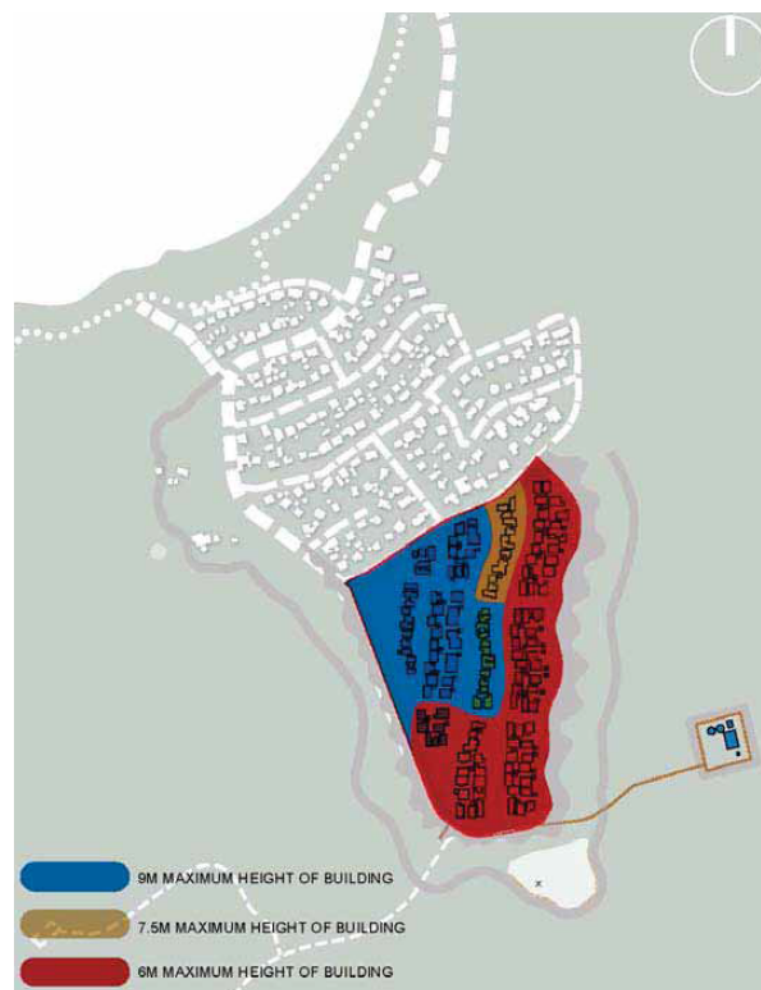 x
9M MAXIMUM HEIGHT OF BUILDING
7.5M MAXIMUM HEIGHT OF BUILDING
6M MAXIMUM HEIGHT OF BUILDING